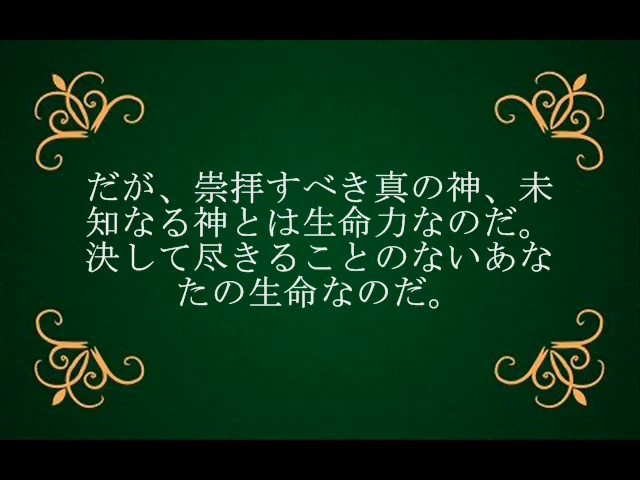 だが、崇拝すべき真の神、未
知なる神とは生命力なのだ。
決して尽きることのないあな
たの生命なのだ。